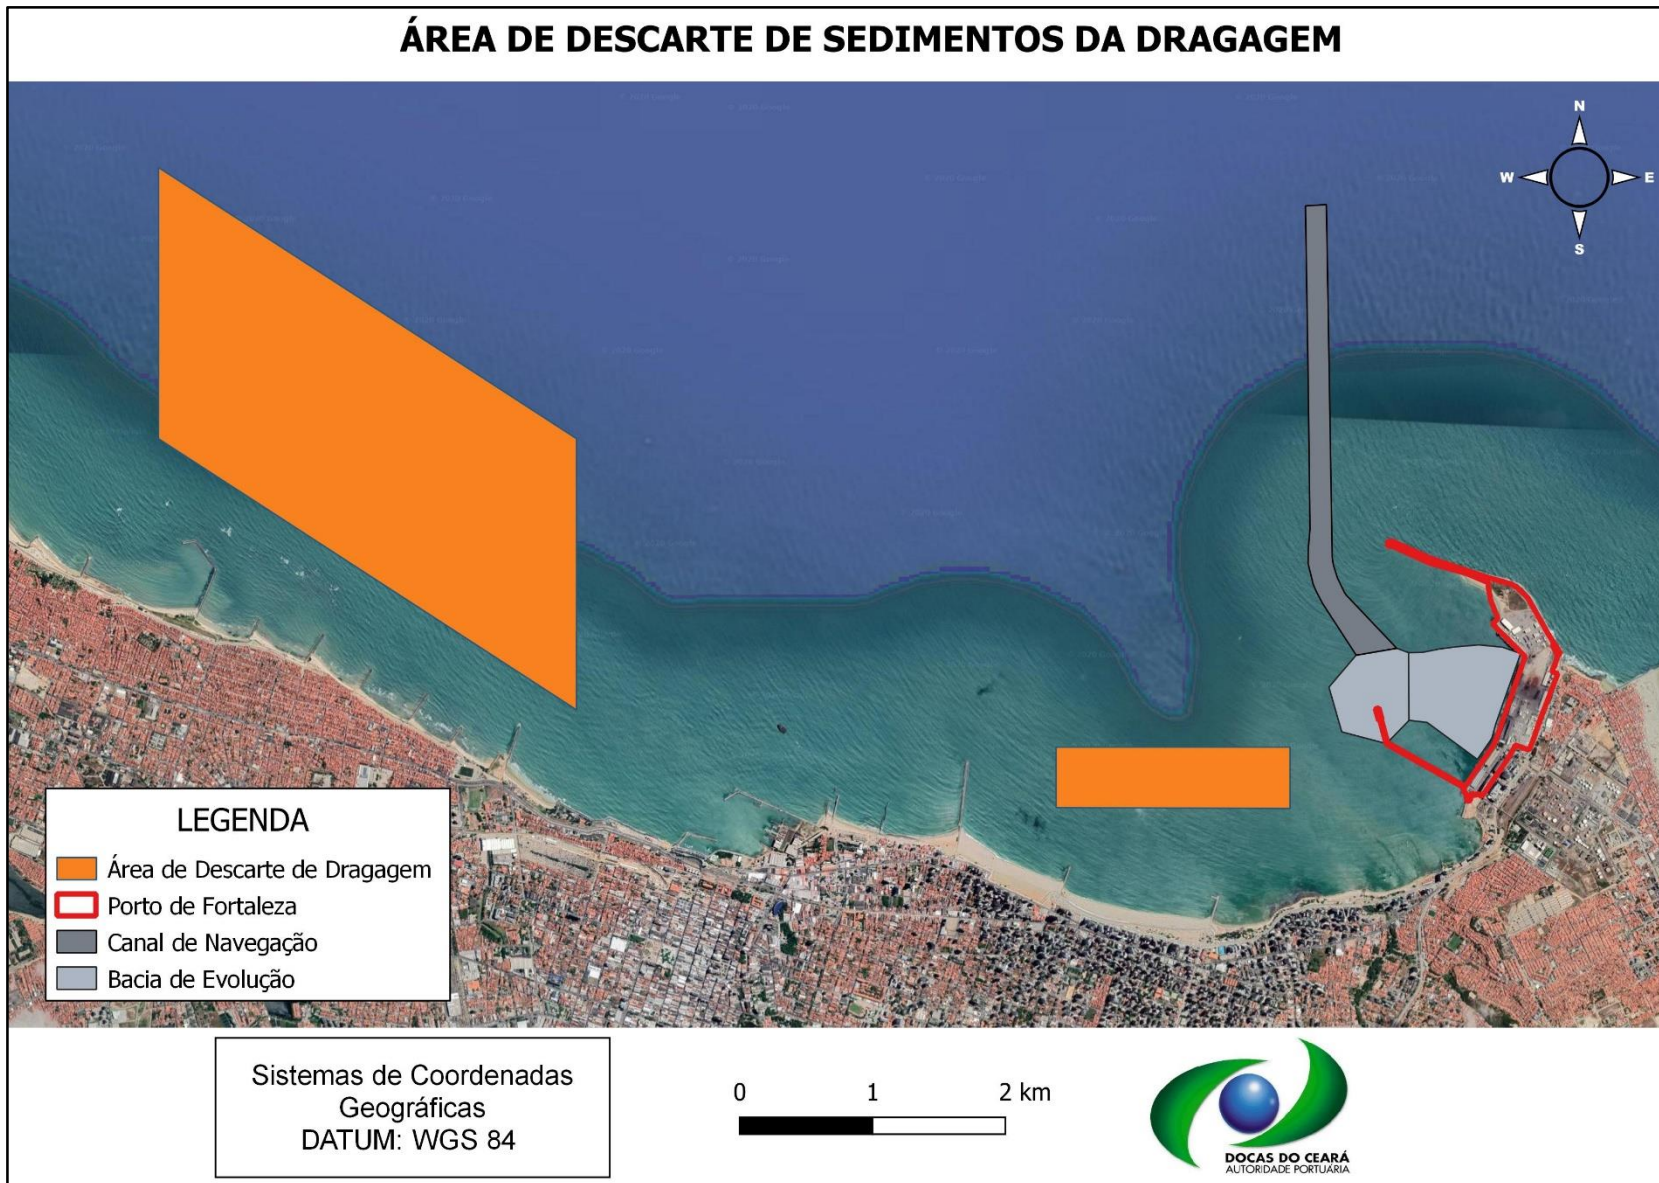 ÁREA DE DESCARTE DE SEDIMENTOS DA DRAGAGEM
N
W
E
S
LEGENDA
Área de Descarte de Dragagem
Porto de Fortaleza
Canal de Navegação
Bacia de Evolução
Sistemas de Coordenadas
Geográficas
DATUM: WGS 84
0 1 2 km
DOCAS DO CEARÁ
AUTORIDADE PORTUÁRIA